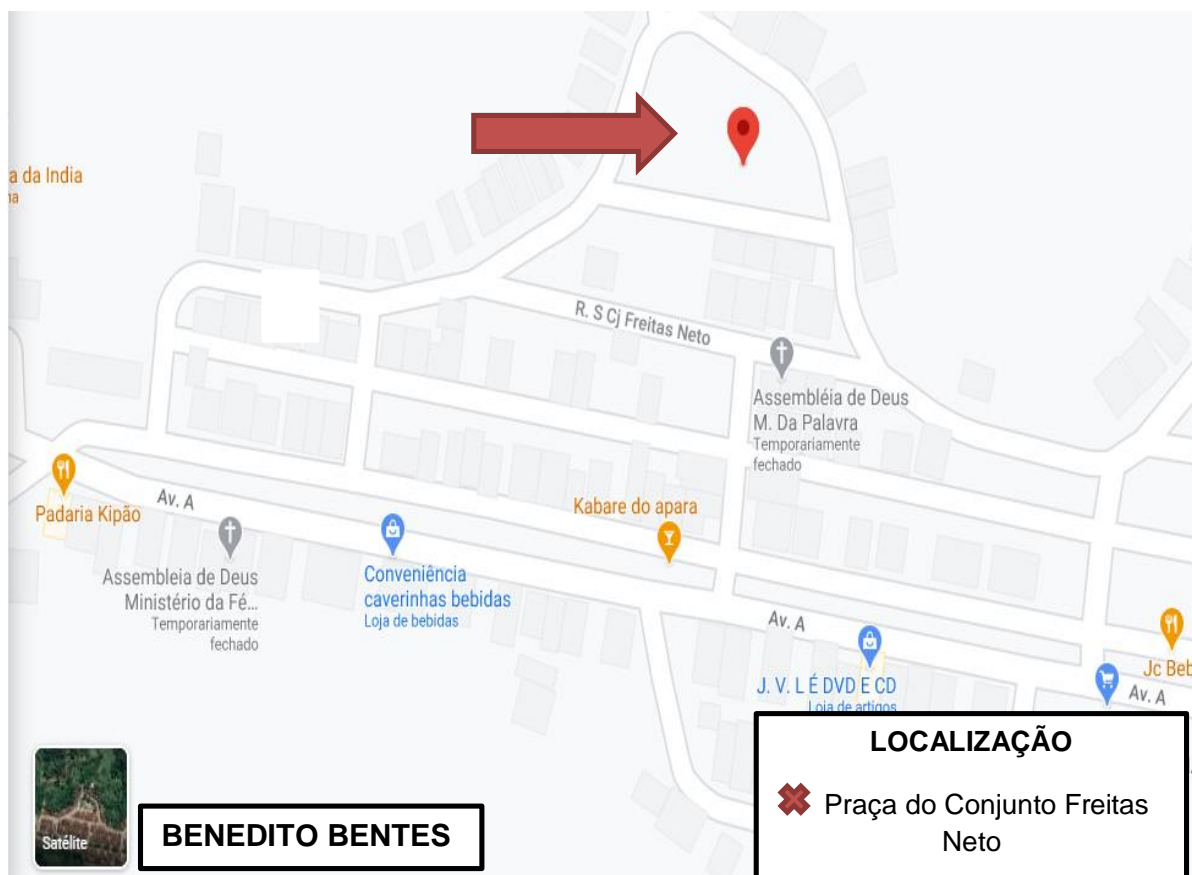 a da India
R. S Cj Freitas Neto
Assembléia de Deus
M. Da Palavra
Temporariamente
fechado
Padaria Kipão
Av. A
Kabare do apara
Assembleia de Deus
Ministério da Fé...
Temporariamente
fechado
Conveniência
caverinhas bebidas
Loja de bebidas
Av. A
J. V. L É DVD E CD
Loja de artigos
Jc Beb
Av. A
LOCALIZAÇÃO
Praça do Conjunto Freitas
Neto
Satélite
BENEDITO BENTES